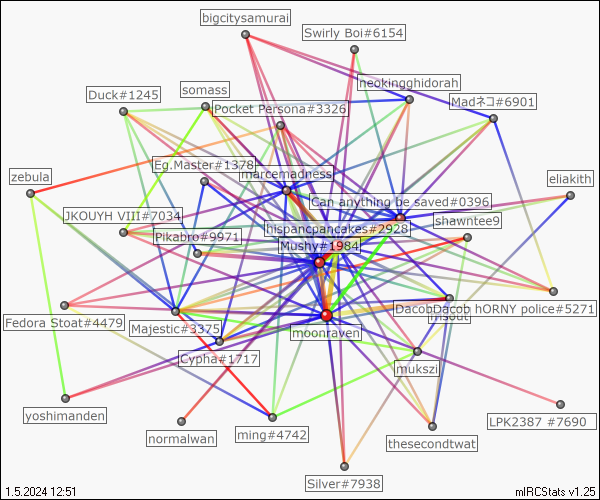 bigcitysamurai
Swirly Boi#6154
neokingghidorah
somass
Duck#1245
Pocket Persona#3326
Madネコ#6901
Eg.Master#1378
marcemadness
zebula
eliakith
Can anything be saved#0396
JKOUYH VIII#7034
shawntee9
hispancpancakes#2928
Pikabro#9971
Mushy#1984
DacobDacob hORNY police#5271
Fedora Stoat#4479
Majestic#3375
moonraven
Cypha#1717
mukszi
yoshimanden
LPK2387 #7690
ming#4742
normalwan
thesecondtwat
Silver#7938
1.5.2024 12:51
mIRCStats v1.25